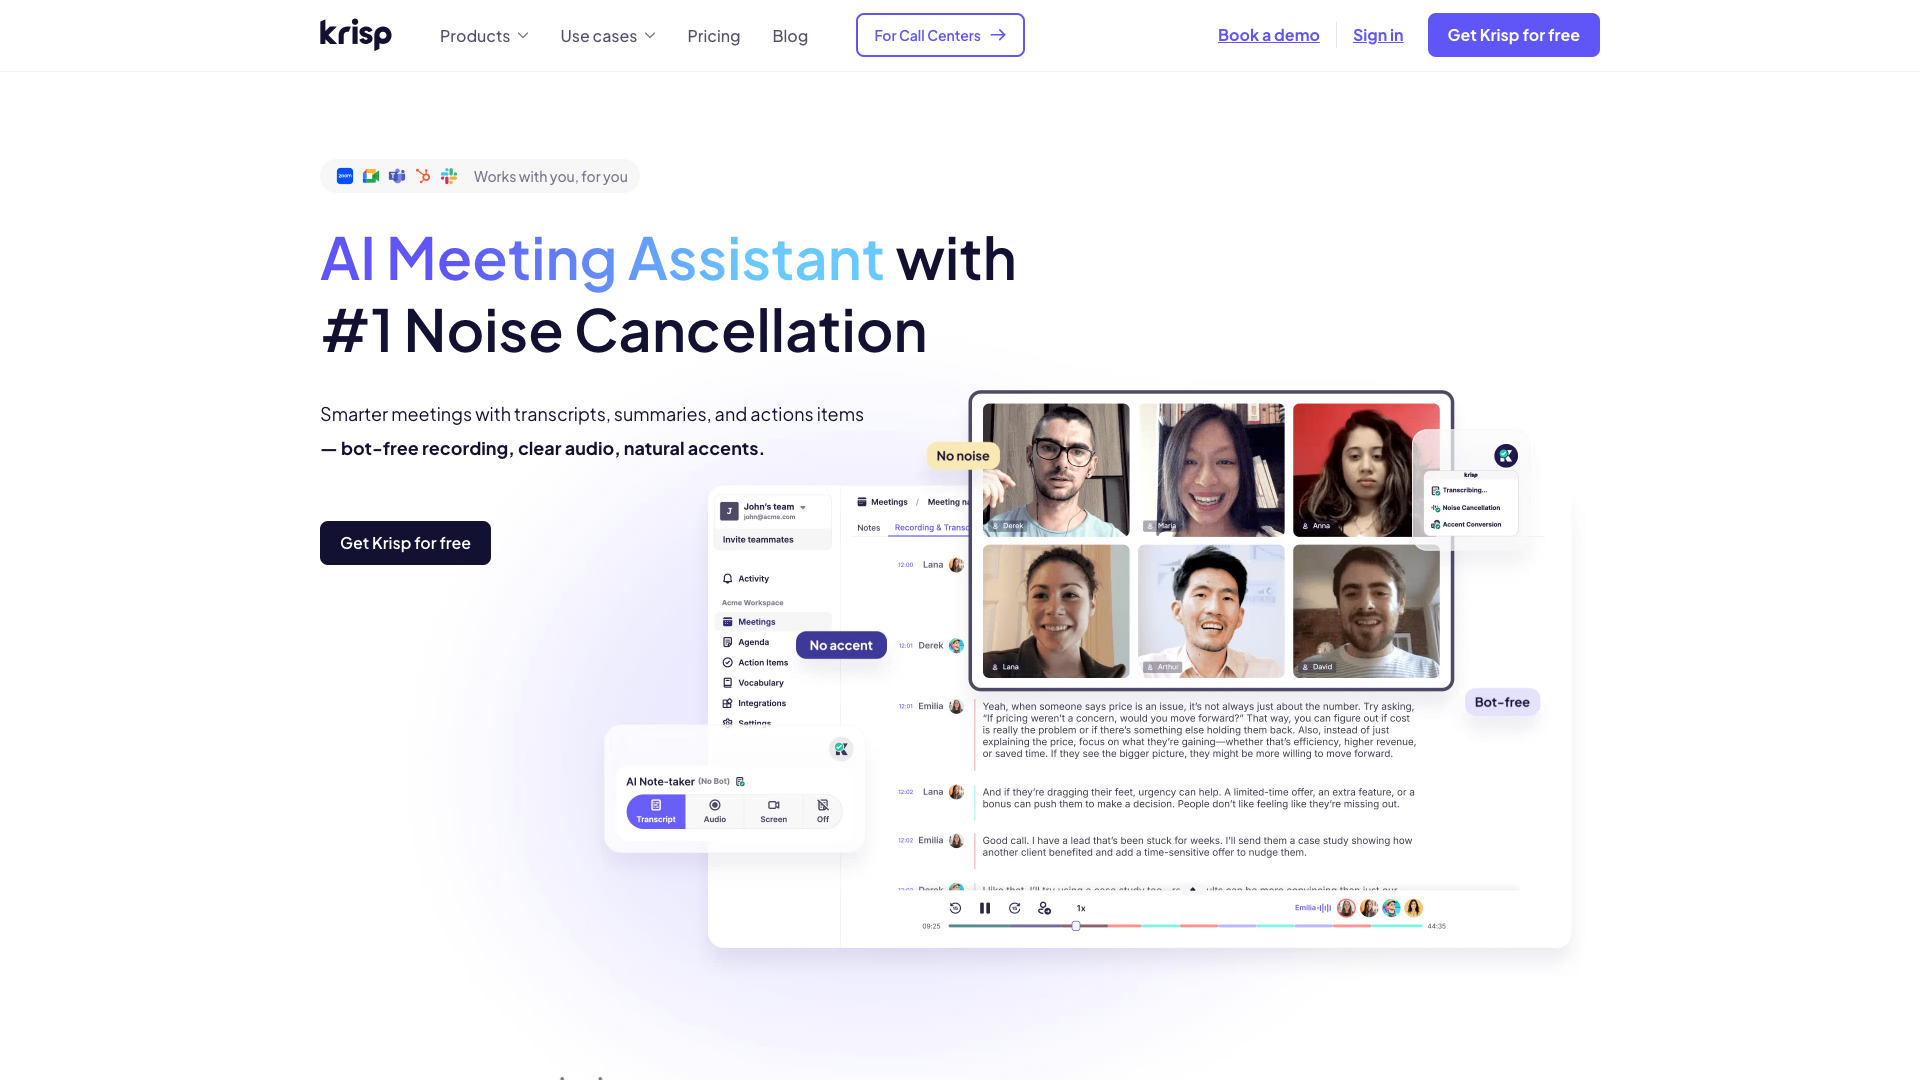 krisp
Products
Use cases
Pricing
Blog
For Call Centers
Book a demo
Sign in
Get Krisp for free
zoom
Works with you, for you
AI Meeting Assistant with
#1 Noise Cancellation
Smarter meetings with transcripts, summaries, and actions items
— bot-free recording, clear audio, natural accents.
Get Krisp for free
No noise
Derek
Maria
Anna
Lana
Arthur
David
krisp
Transcribing...
Noise Cancellation
Accent Conversion
J
John's team
john@acme.com
Invite teammates
Activity
Acme Workspace
Meetings
Agenda
Action Items
Vocabulary
Integrations
Settings
No accent
Bot-free
Meetings / Meeting na
Notes
Recording & Transc
12:00 Lana
12:01 Derek
12:01 Emilia
Yeah, when someone says price is an issue, it's not always just about the number. Try asking,
"If pricing weren't a concern, would you move forward?" That way, you can figure out if cost
is really the problem or if there's something else holding them back. Also, instead of just
explaining the price, focus on what they're gaining—whether that's efficiency, higher revenue,
or saved time. If they see the bigger picture, they might be more willing to move forward.
12:02 Lana
And if they're dragging their feet, urgency can help. A limited-time offer, an extra feature, or a
bonus can push them to make a decision. People don't like feeling like they're missing out.
12:02 Emilia
Good call. I have a lead that's been stuck for weeks. I'll send them a case study showing how
another client benefited and add a time-sensitive offer to nudge them.
Derek
AI Note-taker (No Bot)
Transcript
Audio
Screen
Off
15
15
1x
Emilia
09:25
44:35